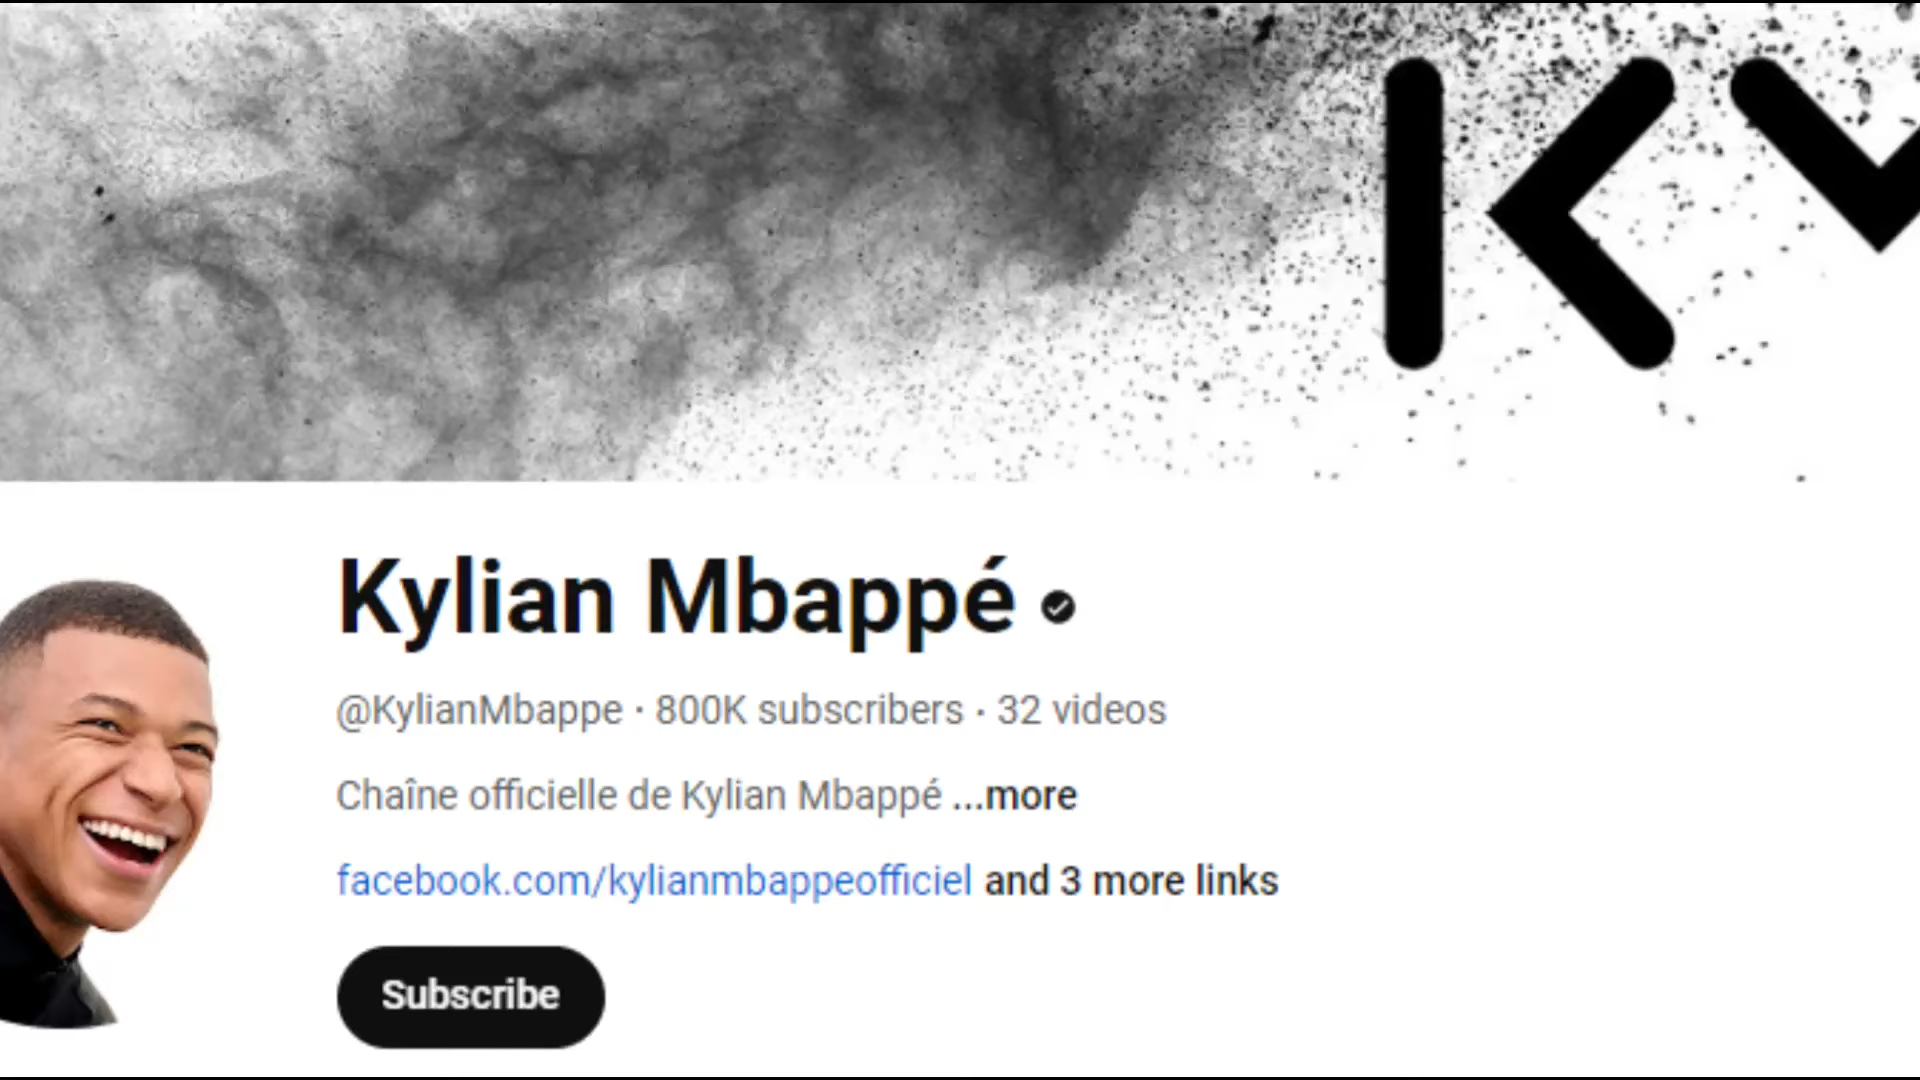 KY
Kylian Mbappé
@KylianMbappe · 800K subscribers · 32 videos
Chaîne officielle de Kylian Mbappé ...more
facebook.com/kylianmbappeofficiel and 3 more links
Subscribe